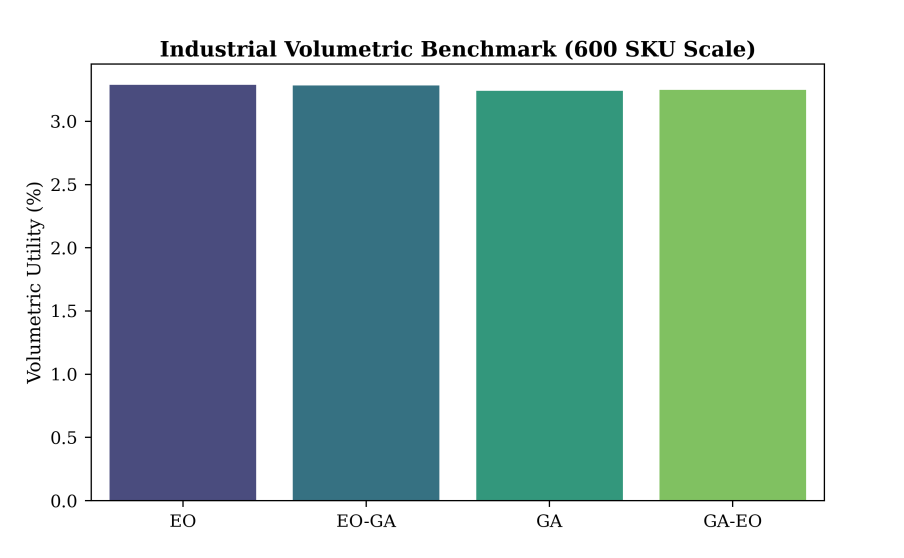 Industrial Volumetric Benchmark (600 SKU Scale)
Volumetric Utility (%)
3.0
2.5
2.0
1.5
1.0
0.5
0.0
EO
EO-GA
GA
GA-EO